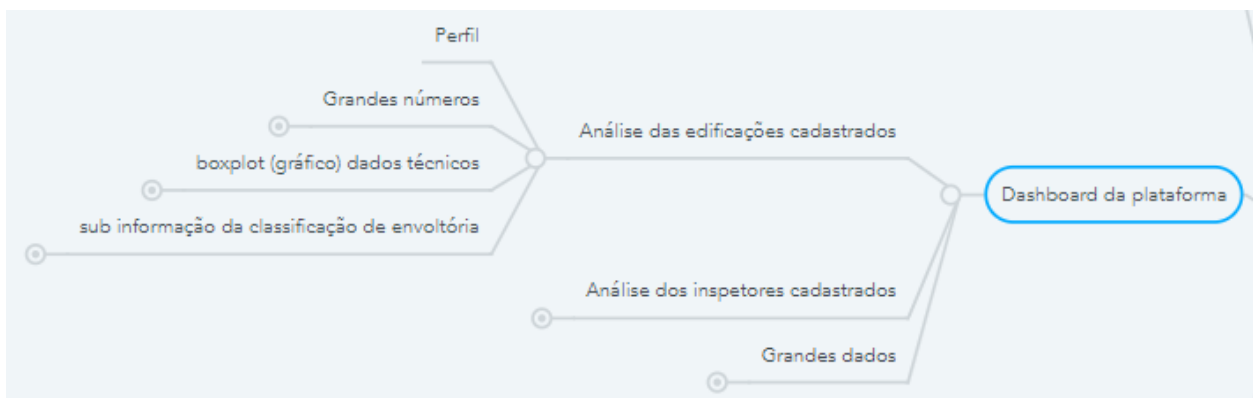 Perfil
Grandes números
Análise das edificações cadastrados
boxplot (gráfico) dados técnicos
Dashboard da plataforma
sub informação da classificação de envoltória
Análise dos inspetores cadastrados
Grandes dados